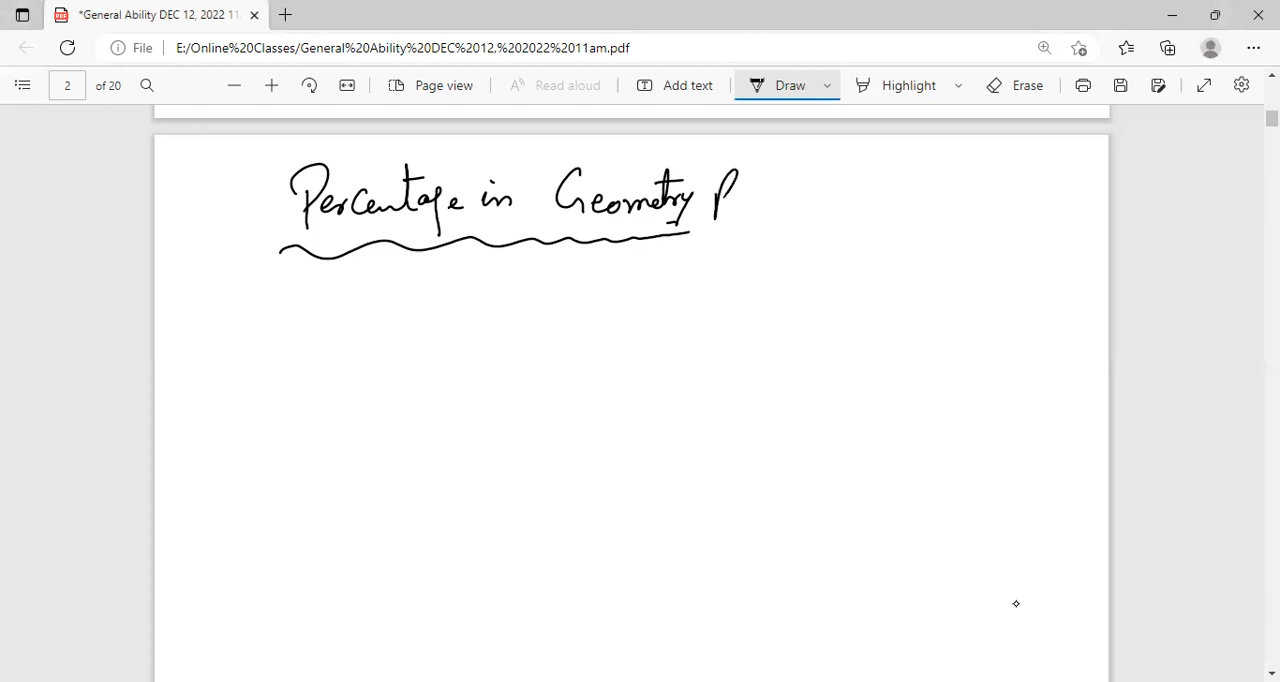 *General Ability DEC 12, 2022 11
File E:/Online%20Classes/General%20Ability%20DEC%2012,%202022%2011am.pdf
2 of 20 Page view Read aloud Add text Draw Highlight Erase
Percentage in Geometry P